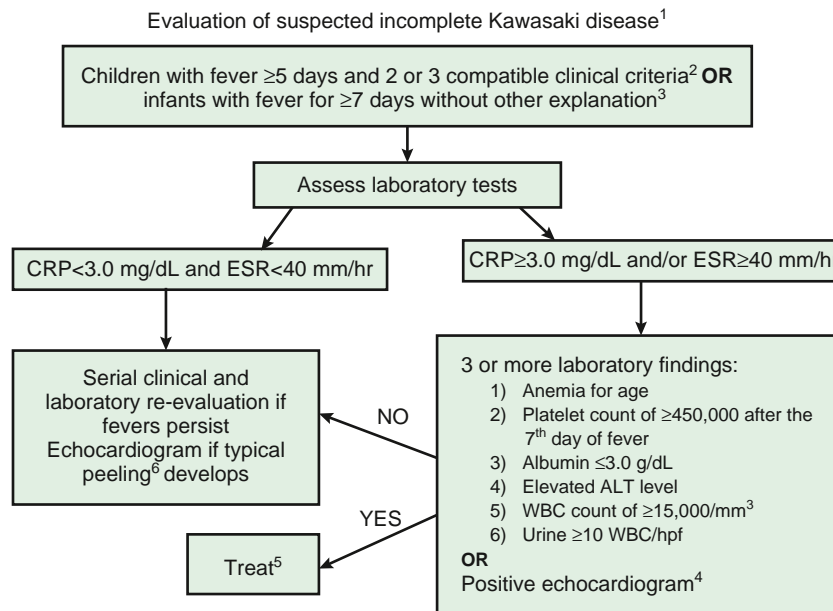 Evaluation of suspected incomplete Kawasaki disease¹
Children with fever ≥5 days and 2 or 3 compatible clinical criteria² OR
infants with fever for ≥7 days without other explanation³
Assess laboratory tests
CRP<3.0 mg/dL and ESR<40 mm/hr
CRP≥3.0 mg/dL and/or ESR≥40 mm/h
Serial clinical and
laboratory re-evaluation if
fevers persist
Echocardiogram if typical
peeling⁶ develops
NO
YES
3 or more laboratory findings:
1) Anemia for age
2) Platelet count of ≥450,000 after the
7th day of fever
3) Albumin ≤3.0 g/dL
4) Elevated ALT level
5) WBC count of ≥15,000/mm³
6) Urine ≥10 WBC/hpf
OR
Positive echocardiogram⁴
Treat⁵